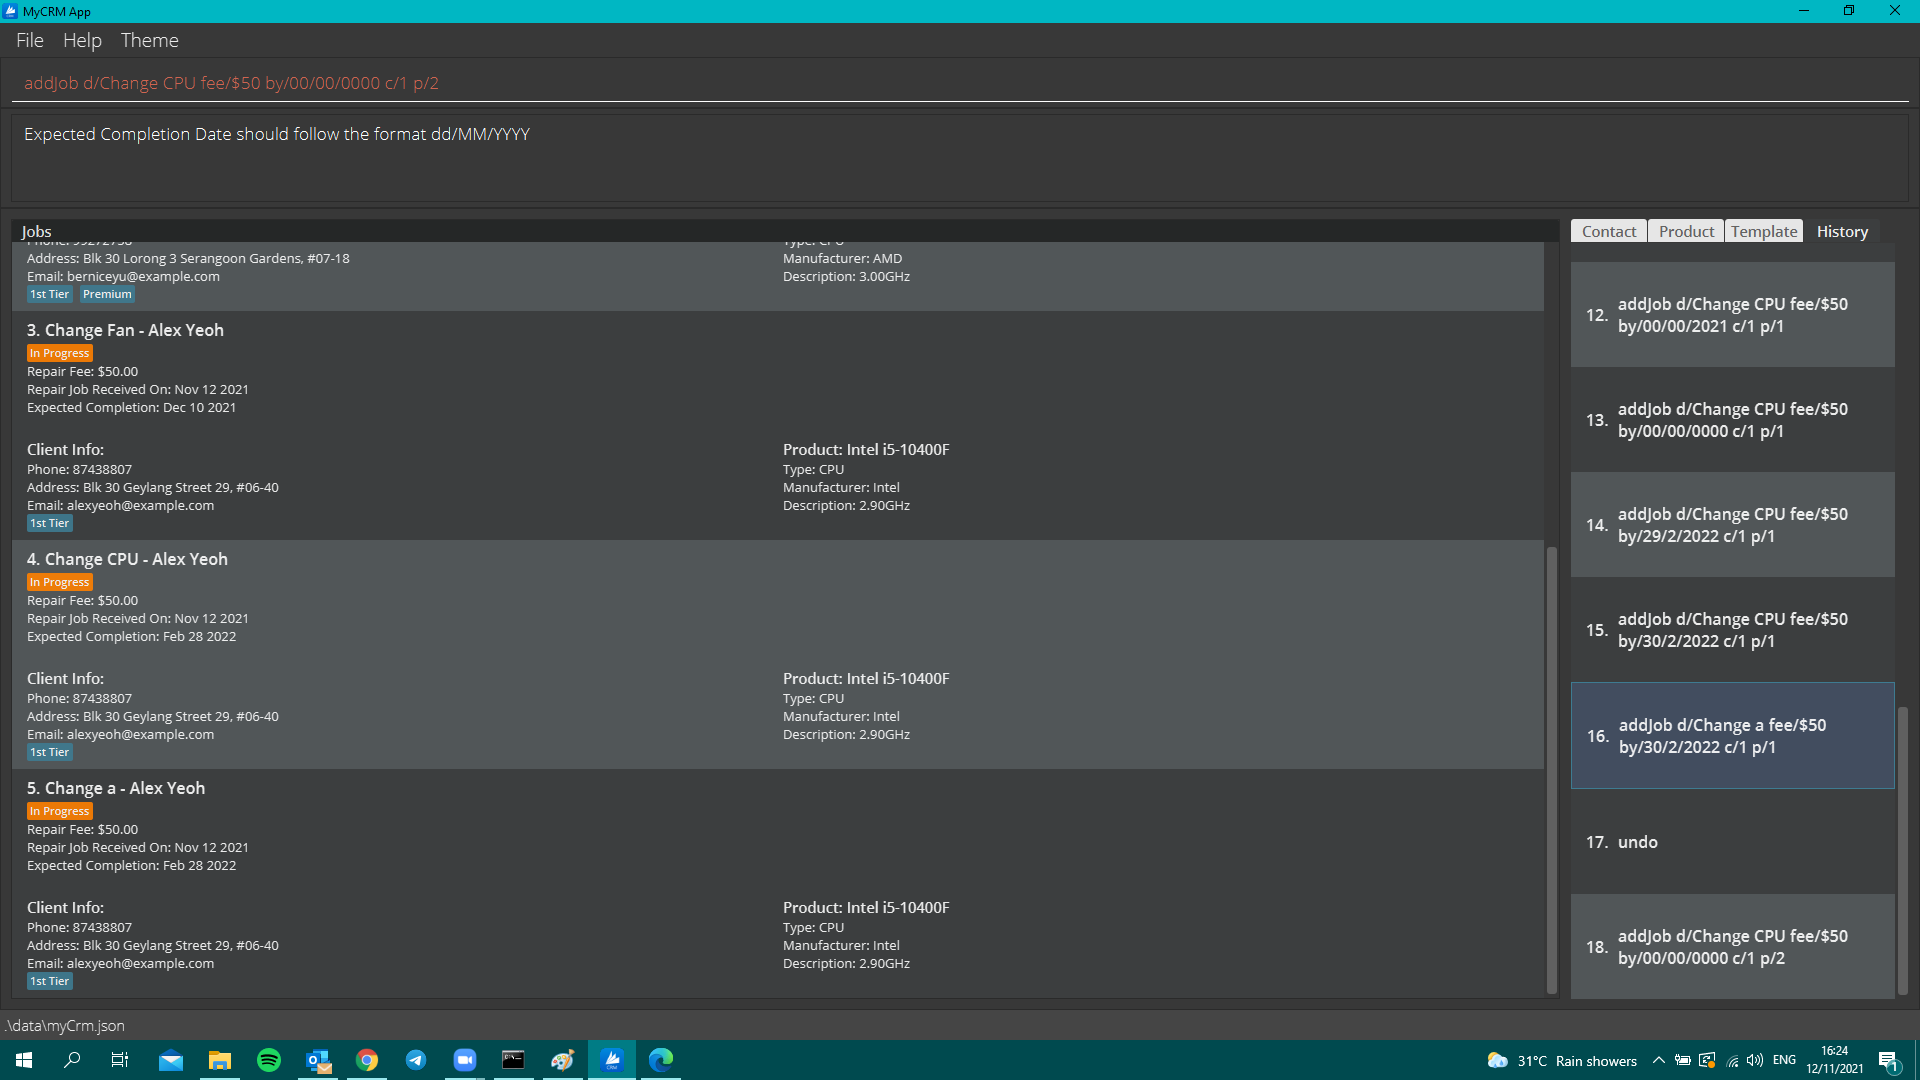 MyCRM App
File Help Theme
addJob d/Change CPU fee/$50 by/00/00/0000 c/1 p/2
Expected Completion Date should follow the format dd/MM/YYYY
Jobs
Address: Blk 30 Lorong 3 Serangoon Gardens, #07-18
Email: berniceyu@example.com
1st Tier Premium
Manufacturer: AMD
Description: 3.00GHz
3. Change Fan - Alex Yeoh
In Progress
Repair Fee: $50.00
Repair Job Received On: Nov 12 2021
Expected Completion: Dec 10 2021
Client Info:
Phone: 87438807
Address: Blk 30 Geylang Street 29, #06-40
Email: alexyeoh@example.com
1st Tier
Product: Intel i5-10400F
Type: CPU
Manufacturer: Intel
Description: 2.90GHz
4. Change CPU - Alex Yeoh
In Progress
Repair Fee: $50.00
Repair Job Received On: Nov 12 2021
Expected Completion: Feb 28 2022
Client Info:
Phone: 87438807
Address: Blk 30 Geylang Street 29, #06-40
Email: alexyeoh@example.com
1st Tier
Product: Intel i5-10400F
Type: CPU
Manufacturer: Intel
Description: 2.90GHz
5. Change a - Alex Yeoh
In Progress
Repair Fee: $50.00
Repair Job Received On: Nov 12 2021
Expected Completion: Feb 28 2022
Client Info:
Phone: 87438807
Address: Blk 30 Geylang Street 29, #06-40
Email: alexyeoh@example.com
1st Tier
Product: Intel i5-10400F
Type: CPU
Manufacturer: Intel
Description: 2.90GHz
Contact Product Template History
12. addJob d/Change CPU fee/$50
by/00/00/2021 c/1 p/1
13. addJob d/Change CPU fee/$50
by/00/00/0000 c/1 p/1
14. addJob d/Change CPU fee/$50
by/29/2/2022 c/1 p/1
15. addJob d/Change CPU fee/$50
by/30/2/2022 c/1 p/1
16. addJob d/Change a fee/$50
by/30/2/2022 c/1 p/1
17. undo
18. addJob d/Change CPU fee/$50
by/00/00/0000 c/1 p/2
.\data\myCrm.json
31°C Rain showers
ENG
16:24
12/11/2021
1